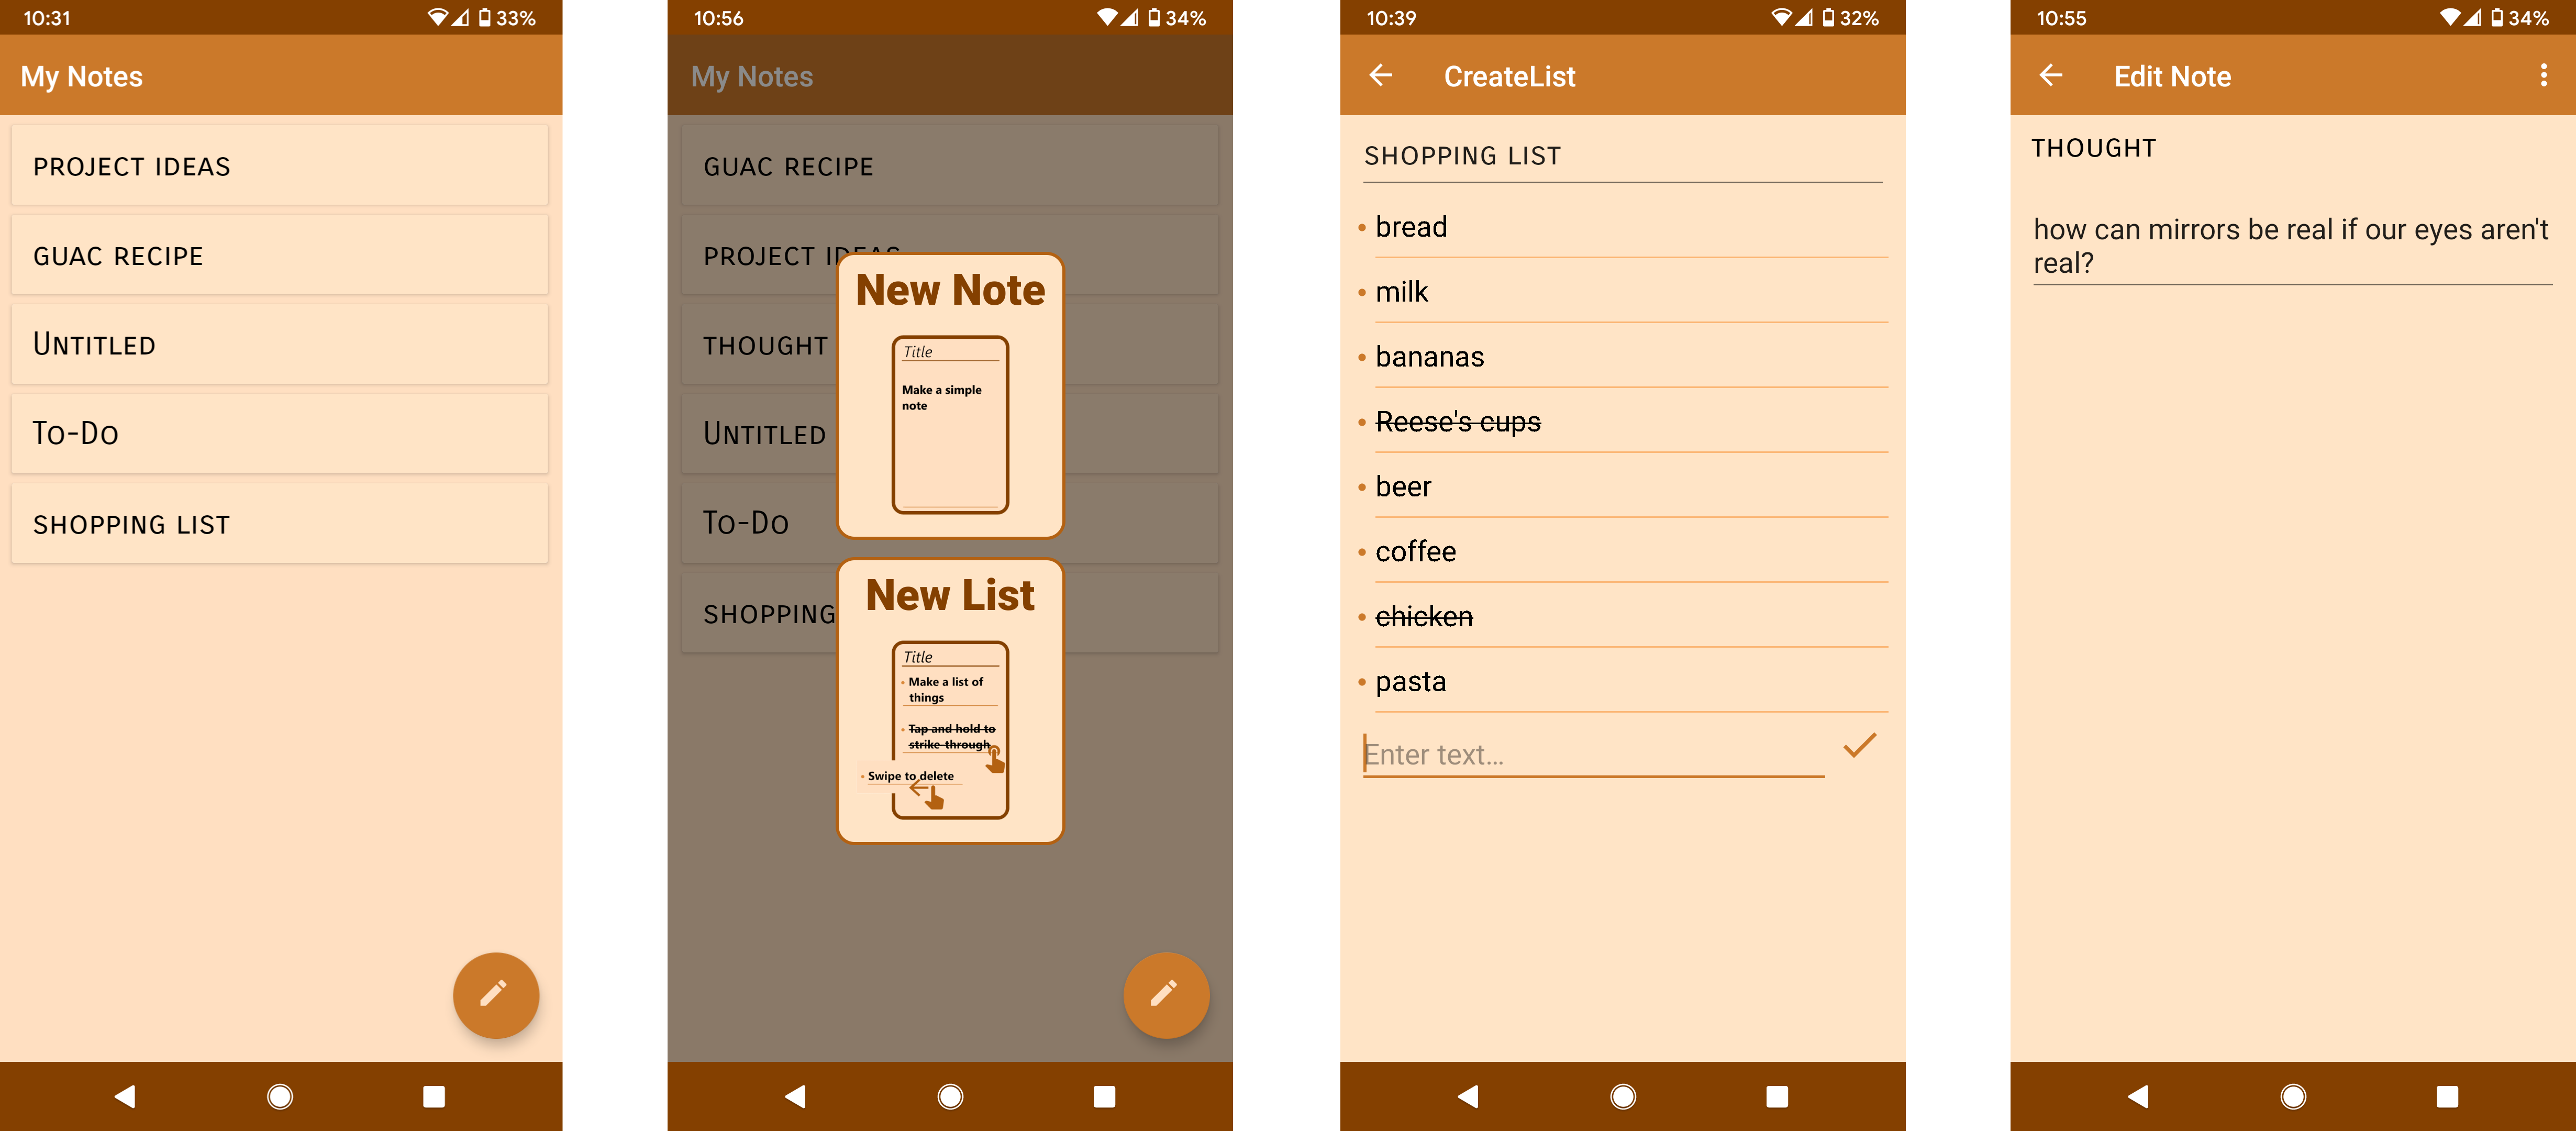 10:31
33%
My Notes
PROJECT IDEAS
GUAC RECIPE
UNTITLED
TO-DO
SHOPPING LIST
10:56
34%
My Notes
GUAC RECIPE
PROJECT IDEAS
THOUGHT
UNTITLED
TO-DO
SHOPPING
New Note
Title
Make a simple
note
New List
Title
• Make a list of
things
• Tap and hold to
strike through
• Swipe to delete
10:39
32%
CreateList
SHOPPING LIST
• bread
• milk
• bananas
• Reese's cups
• beer
• coffee
• chicken
• pasta
Enter text...
10:55
34%
Edit Note
THOUGHT
how can mirrors be real if our eyes aren't
real?